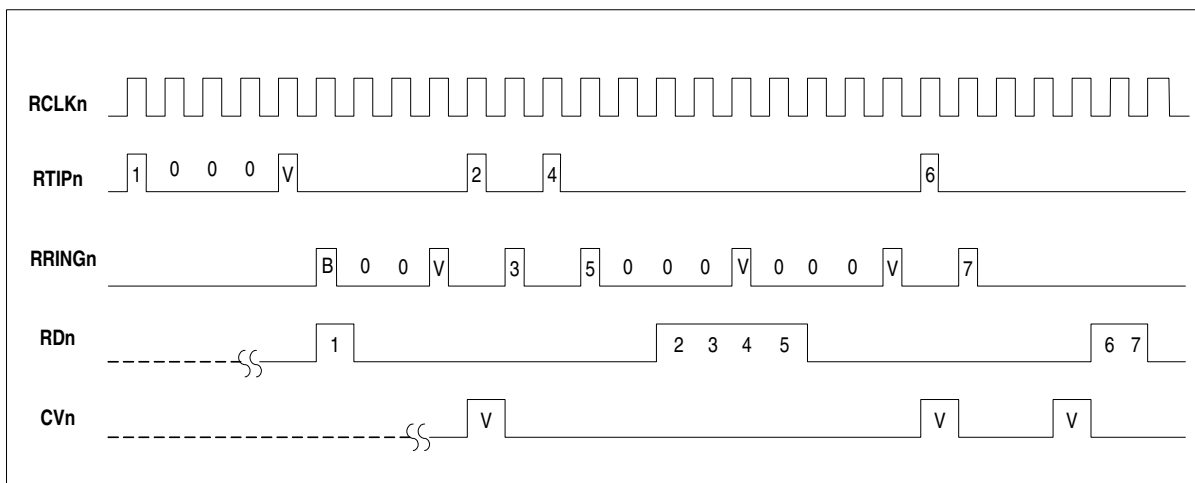 RCLKn
RTIPn 1 0 0 0 V 2 4 6
RRINGn B 0 0 V 3 5 0 0 0 V 0 0 0 V 7
RDn 1 2 3 4 5 6 7
CVn V V V